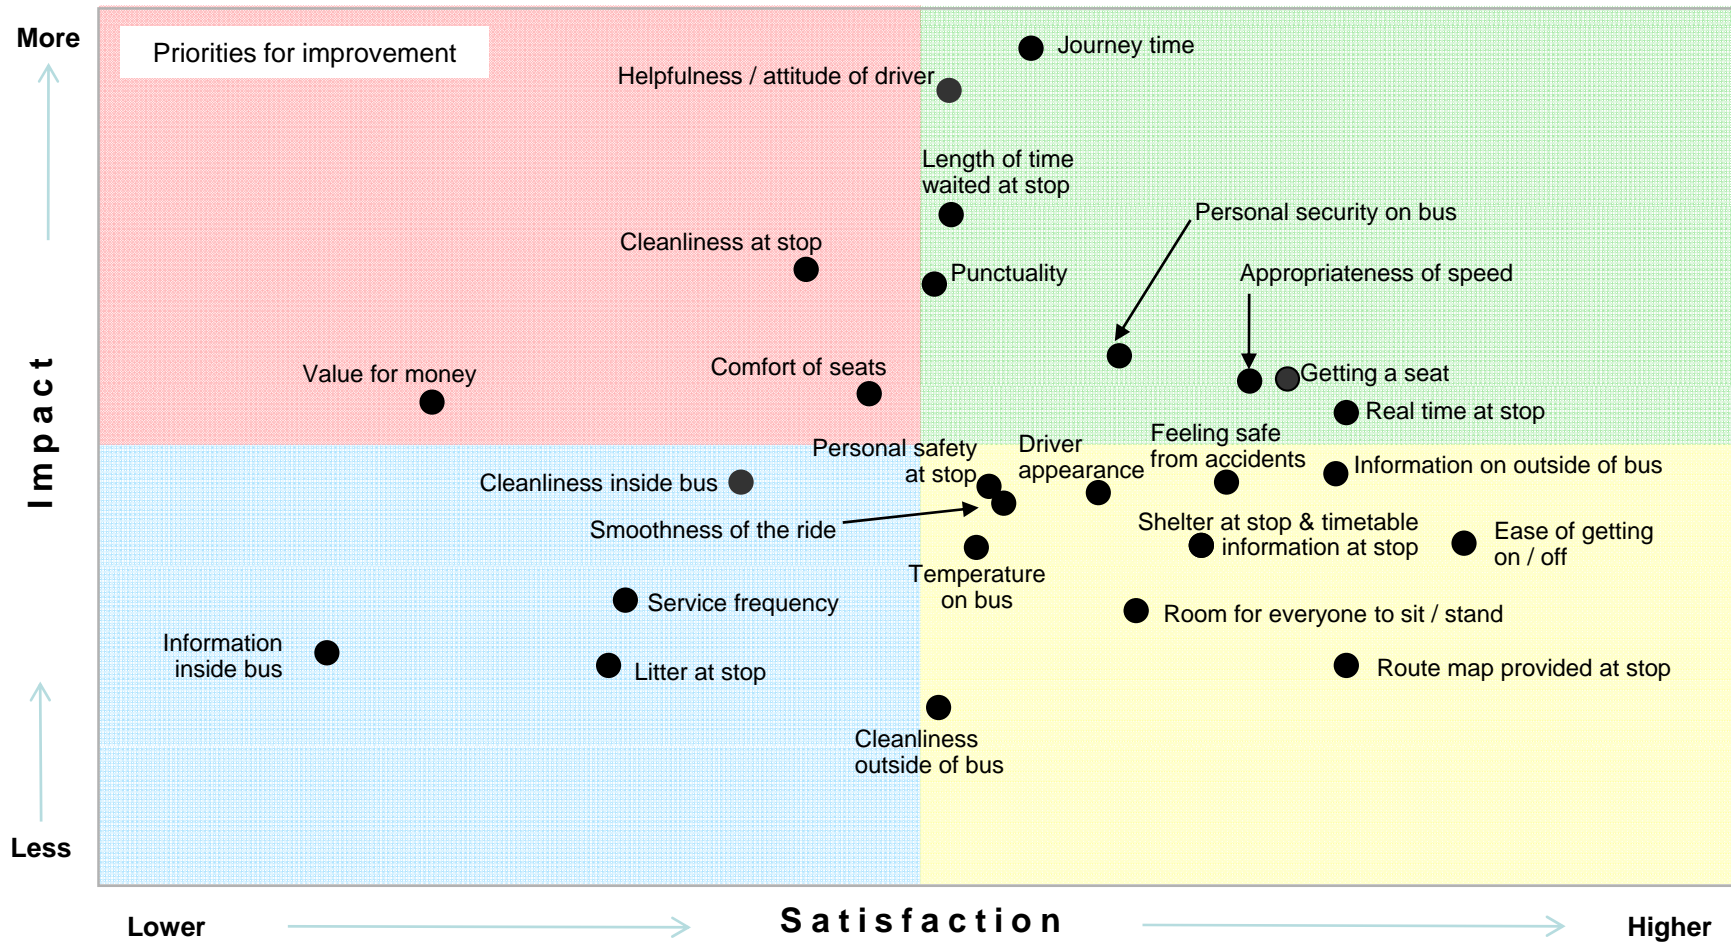 More
Priorities for improvement
Journey time
Helpfulness / attitude of driver
Length of time
waited at stop
Personal security on bus
Cleanliness at stop
Punctuality
Appropriateness of speed
Value for money
Comfort of seats
Getting a seat
Real time at stop
Impact
Personal safety
at stop
Driver
appearance
Feeling safe
from accidents
Information on outside of bus
Cleanliness inside bus
Smoothness of the ride
Shelter at stop & timetable
information at stop
Ease of getting
on / off
Temperature
on bus
Service frequency
Room for everyone to sit / stand
Information
inside bus
Litter at stop
Route map provided at stop
Cleanliness
outside of bus
Less
Lower
Satisfaction
Higher